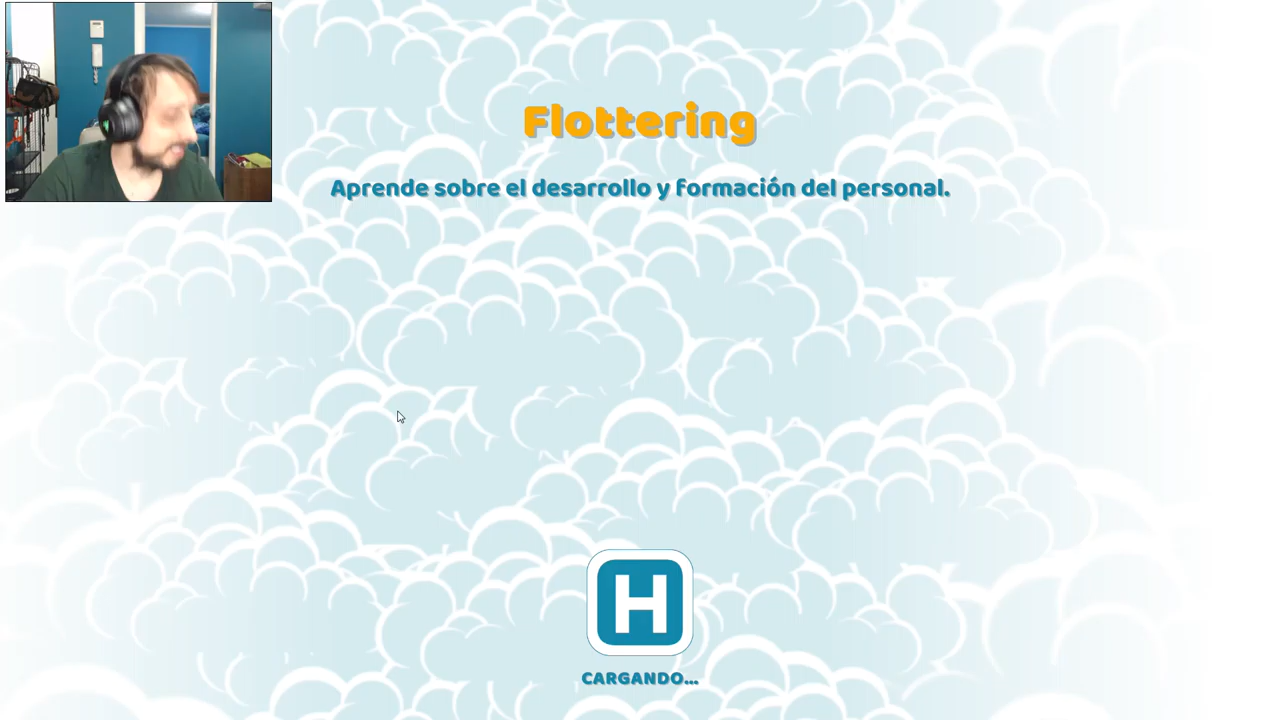 Flottering
Aprende sobre el desarrollo y formación del personal.
H
CARGANDO...